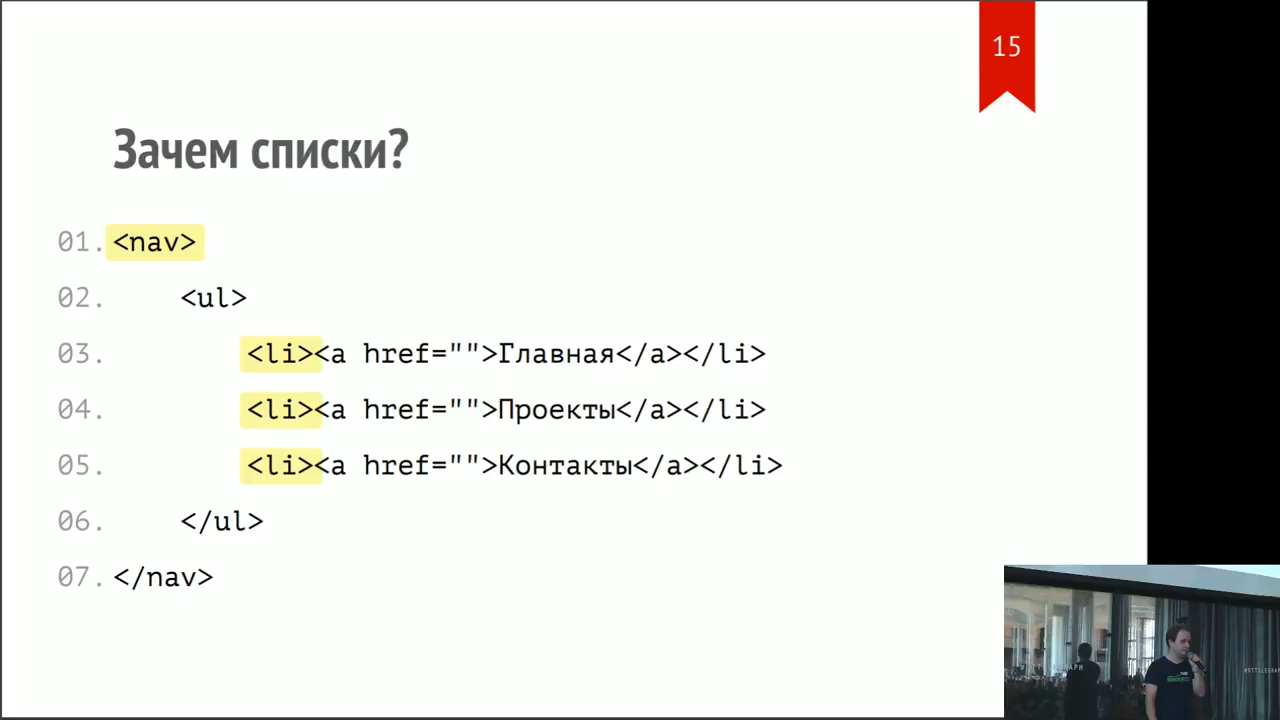 15
Зачем списки?
01. <nav>
02. <ul>
03. <li><a href="">Главная</a></li>
04. <li><a href="">Проекты</a></li>
05. <li><a href="">Контакты</a></li>
06. </ul>
07. </nav>